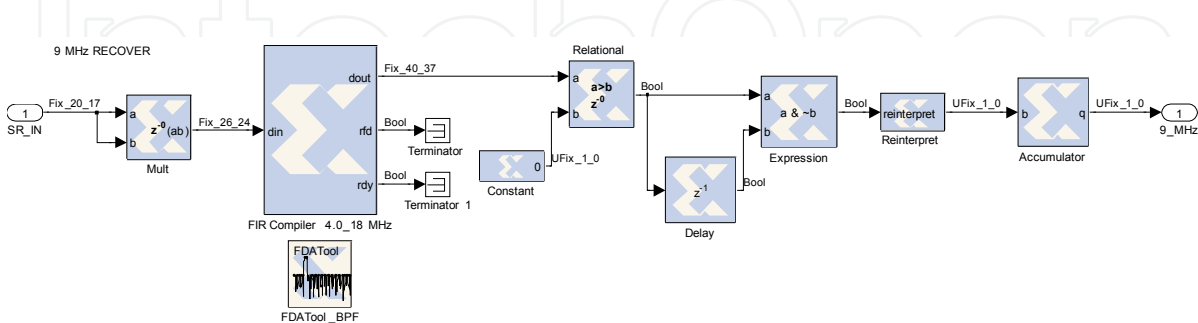 9 MHz RECOVER
1
SR_IN
Fix_20_17
a
b
z⁻⁰(ab)
Mult
Fix_26_24
din
dout
rfd
rdy
FIR Compiler 4.0_18 MHz
FDATool
FDATool_BPF
Fix_40_37
Bool
Terminator
Bool
Terminator 1
0
Constant
UFix_1_0
Relational
a
b
a>b
z⁻⁰
Bool
z⁻¹
Delay
Bool
a
b
a & ~b
Expression
Bool
reinterpret
Reinterpret
UFix_1_0
b
q
Accumulator
UFix_1_0
1
9_MHz